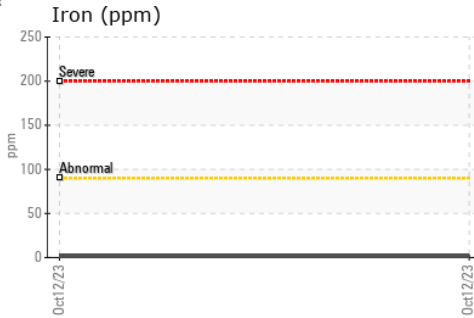 Iron (ppm)
250
200
150
100
50
0
ppm
Severe
Abnormal
Oct12/23
Oct12/23